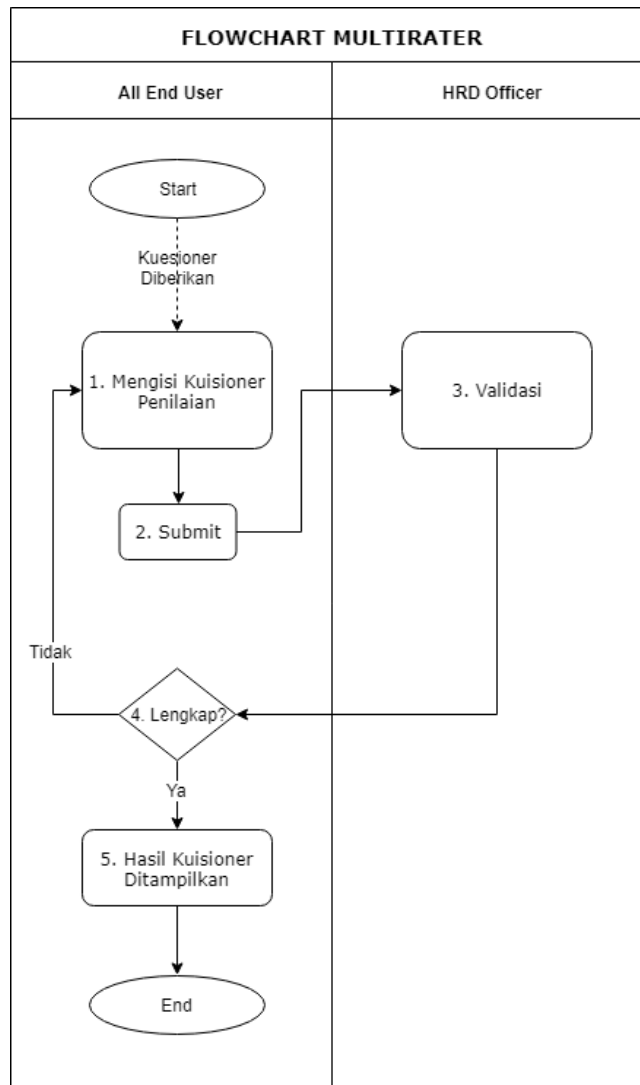 FLOWCHART MULTIRATER
All End User
HRD Officer
Start
Kuesioner
Diberikan
1. Mengisi Kuisioner
Penilaian
3. Validasi
2. Submit
Tidak
4. Lengkap?
Ya
5. Hasil Kuisioner
Ditampilkan
End